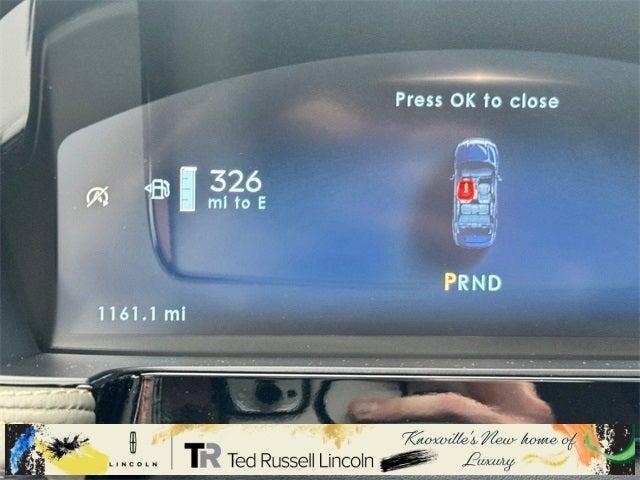 Press OK to close
326
mi to E
PRND
1161.1 mi
LINCOLN
TR Ted Russell Lincoln
Knoxville's New home of
Luxury